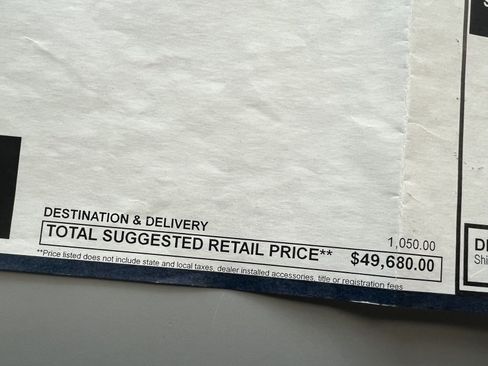 DESTINATION & DELIVERY 1,050.00
TOTAL SUGGESTED RETAIL PRICE** $49,680.00
**Price listed does not include state and local taxes, dealer installed accessories, title or registration fees